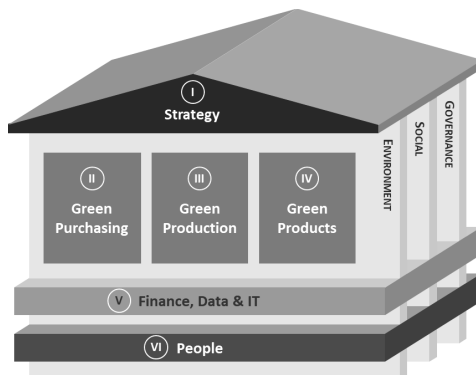 I
Strategy
II
Green
Purchasing
III
Green
Production
IV
Green
Products
V Finance, Data & IT
VI People
ENVIRONMENT
SOCIAL
GOVERNANCE